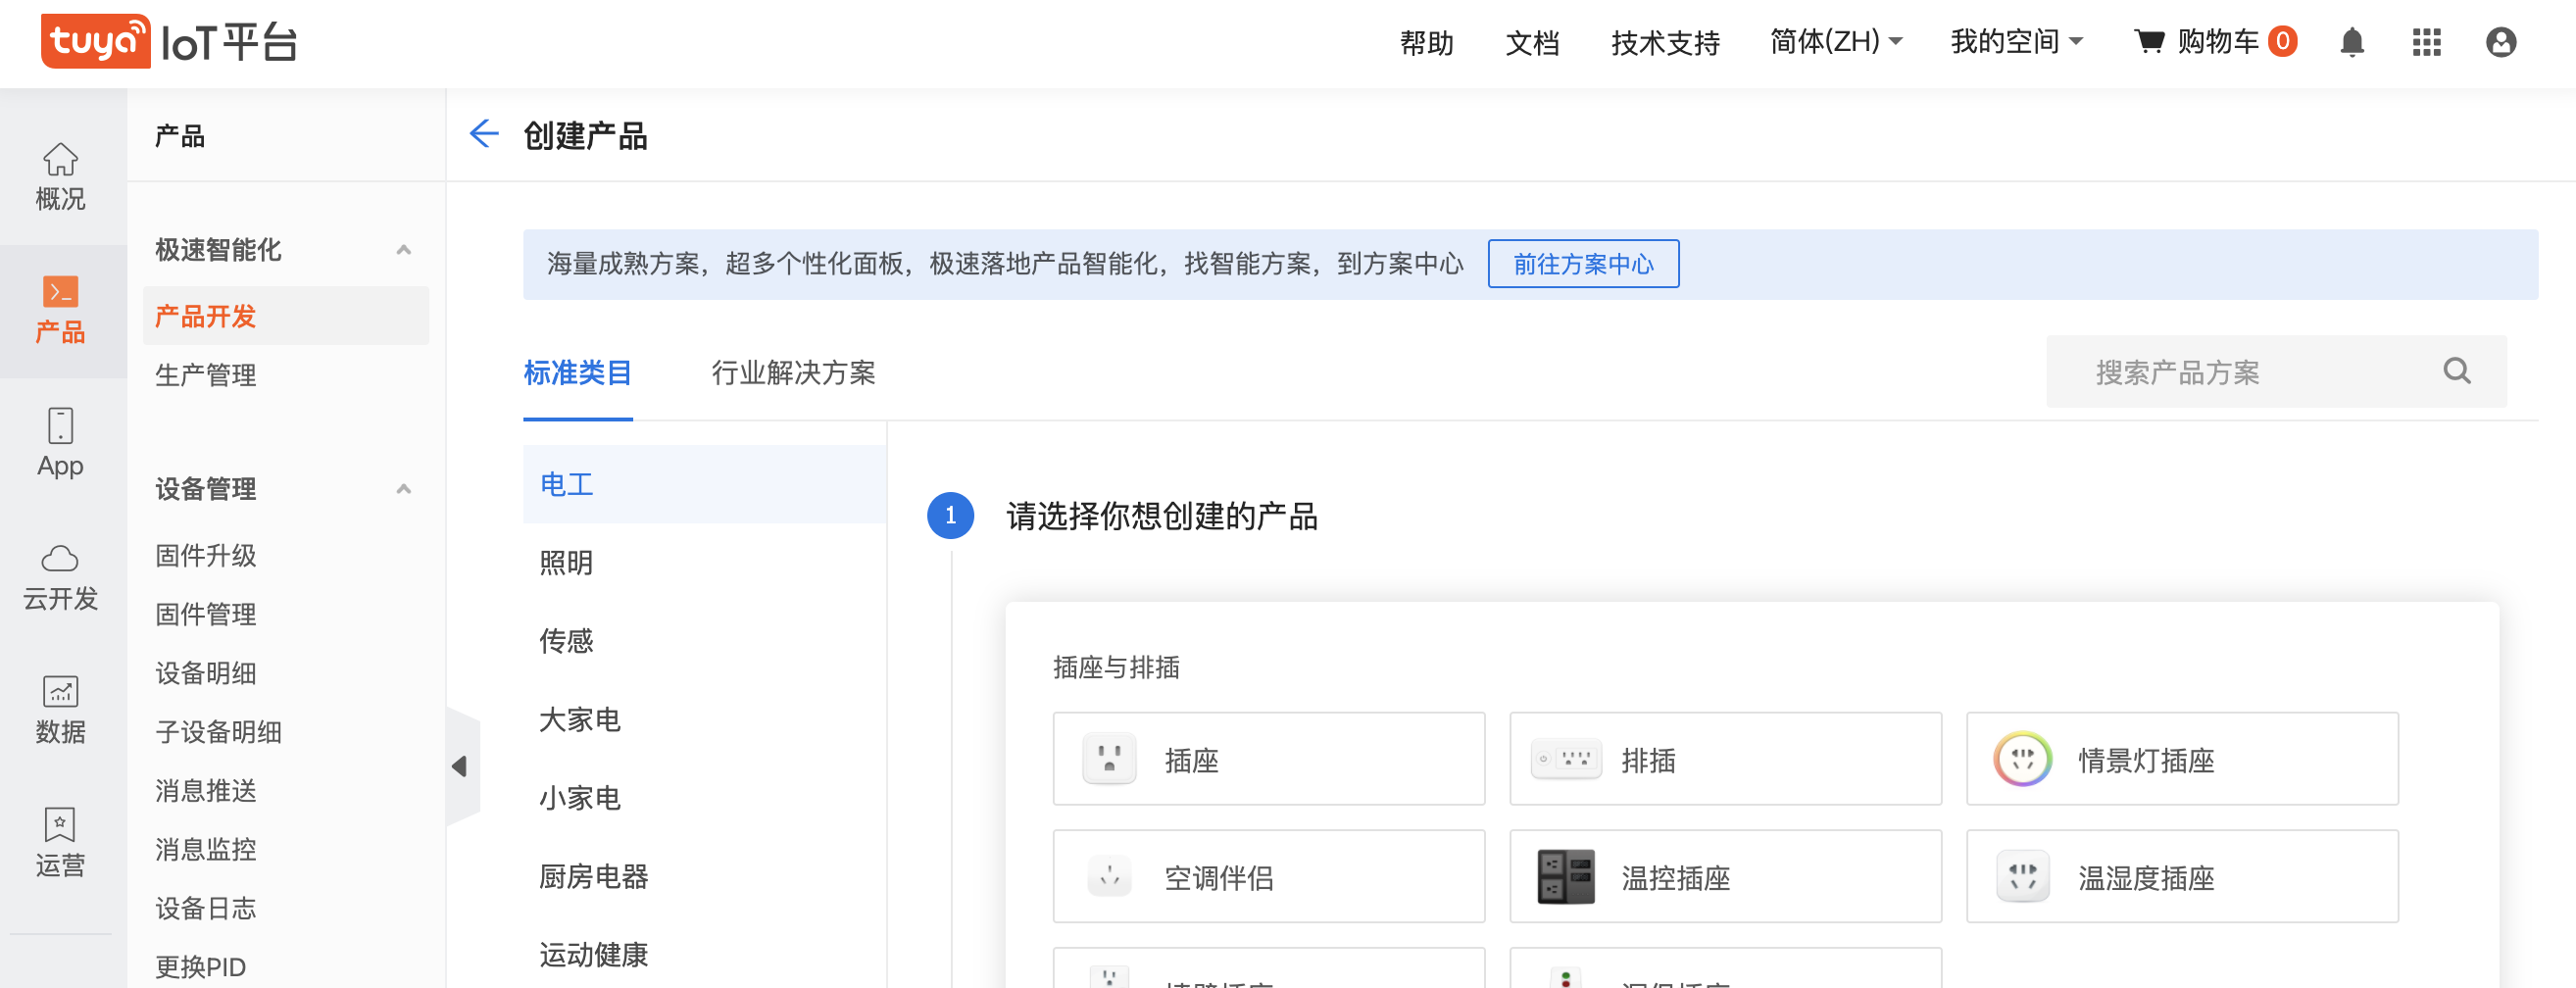 tuya IoT平台
帮助
文档
技术支持
简体(ZH)
我的空间
购物车 0
概况
产品
App
云开发
数据
运营
产品
极速智能化
产品开发
生产管理
设备管理
固件升级
固件管理
设备明细
子设备明细
消息推送
消息监控
设备日志
更换PID
创建产品
海量成熟方案，超多个性化面板，极速落地产品智能化，找智能方案，到方案中心
前往方案中心
标准类目
行业解决方案
搜索产品方案
电工
照明
传感
大家电
小家电
厨房电器
运动健康
1 请选择你想创建的产品
插座与排插
插座
排插
情景灯插座
空调伴侣
温控插座
温湿度插座